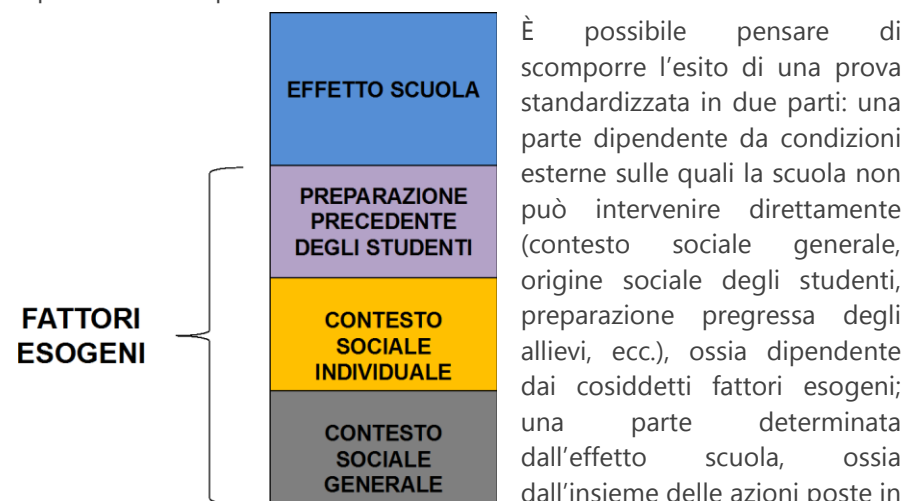 EFFETTO SCUOLA
PREPARAZIONE
PRECEDENTE
DEGLI STUDENTI
FATTORI
ESOGENI
CONTESTO
SOCIALE
INDIVIDUALE
CONTESTO
SOCIALE
GENERALE
È possibile pensare di
scomporre l’esito di una prova
standardizzata in due parti: una
parte dipendente da condizioni
esterne sulle quali la scuola non
può intervenire direttamente
(contesto sociale generale,
origine sociale degli studenti,
preparazione pregressa degli
allievi, ecc.), ossia dipendente
dai cosiddetti fattori esogeni;
una parte determinata
dall’effetto scuola, ossia
dall’insieme delle azioni poste in